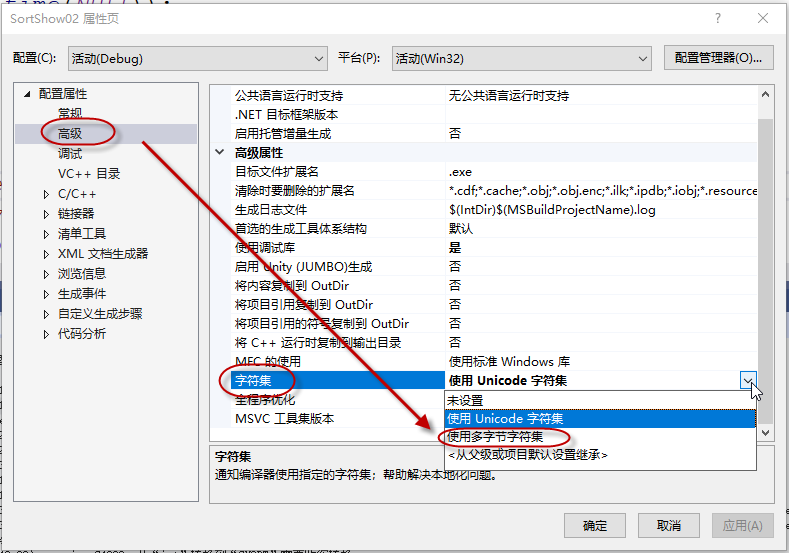 SortShow02 属性页
? ×
配置(C): 活动(Debug) 平台(P): 活动(Win32) 配置管理器(O)...
配置属性
常规
高级
调试
VC++ 目录
C/C++
链接器
清单工具
XML 文档生成器
浏览信息
生成事件
自定义生成步骤
代码分析
公共语言运行时支持 无公共语言运行时支持
.NET 目标框架版本
启用托管增量生成 否
高级属性
目标文件扩展名 .exe
清除时要删除的扩展名 *.cdf;*.cache;*.obj;*.obj.enc;*.ilk;*.ipdb;*.iobj;*.resource
生成日志文件 $(IntDir)$(MSBuildProjectName).log
首选的生成工具体系结构 默认
使用调试库 是
启用 Unity (JUMBO)生成 否
将内容复制到 OutDir 否
将项目引用复制到 OutDir 否
将项目引用的符号复制到 OutDir 否
将 C++ 运行时复制到输出目录 否
MFC 的使用 使用标准 Windows 库
字符集 使用 Unicode 字符集
全程序优化
MSVC 工具集版本
未设置
使用 Unicode 字符集
使用多字节字符集
<从父级或项目默认设置继承>
字符集
通知编译器使用指定的字符集；帮助解决本地化问题。
确定 取消 应用(A)